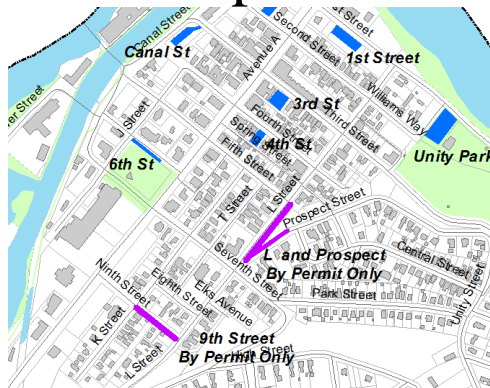 Canal Street
Canal St
Second Street
1st Street
Avenue A
Williams Way
3rd St
Third Street
Fourth Street
4th St
Fifth Street
J Street
6th St
Unity Park
T Street
L Street
Prospect Street
Seventh Street
L and Prospect
By Permit Only
Central Street
Park Street
Unity Street
Ninth Street
Eighth Street
Elks Avenue
K Street
L Street
9th Street
By Permit Only
Street